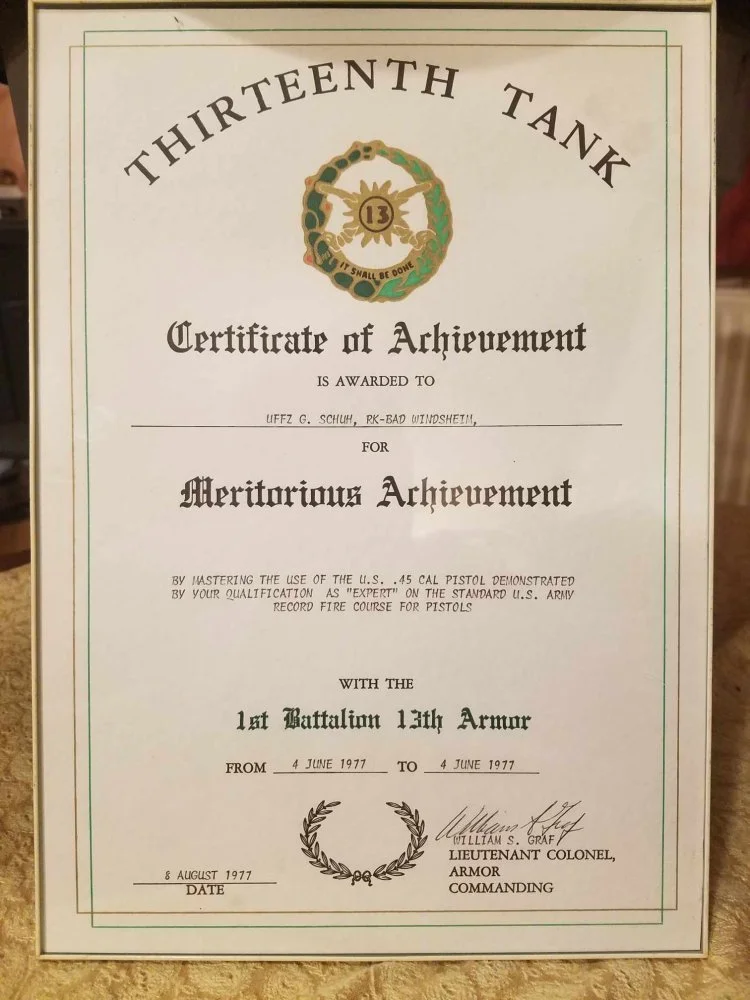 THIRTEENTH TANK
13
IT SHALL BE DONE
Certificate of Achievement
IS AWARDED TO
UFFZ G. SCHUH, RK-BAD WINDSHEIM,
FOR
Meritorious Achievement
BY MASTERING THE USE OF THE U.S. .45 CAL PISTOL DEMONSTRATED
BY YOUR QUALIFICATION AS "EXPERT" ON THE STANDARD U.S. ARMY
RECORD FIRE COURSE FOR PISTOLS
WITH THE
1st Battalion 13th Armor
FROM 4 JUNE 1977 TO 4 JUNE 1977
William S. Graf
WILLIAM S. GRAF
LIEUTENANT COLONEL,
ARMOR
COMMANDING
8 AUGUST 1977
DATE